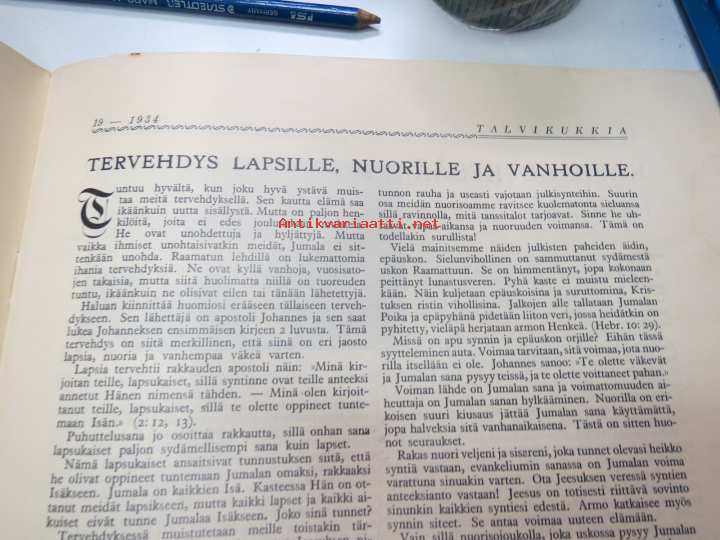 STAEDTLER
GERMANY
19 — 1934
TALVIKUKKIA
TERVEHDYS LAPSILLE, NUORILLE JA VANHOILLE.
Tuntuu hyvältä, kun joku hyvä ystävä muis-
taa meitä tervehdyksellä. Sen kautta elämä saa
ikäänkuin uutta sisällystä. Mutta on paljon hen-
kilöitä, joita ei edes jouluna
He ovat unohdettuja ja hyljättyjä. Mutta
vaikka ihmiset unohtaisivatkin meidät, Jumala ei sit-
tenkään unohda. Raamatun lehdillä on lukemattomia
ihania tervehdyksiä. Ne ovat kyllä vanhoja, vuosisato-
jen takaisia, mutta siitä huolimatta niillä on tuoreuden
tuntu, ikäänkuin ne olisivat eilen tai tänään lähetettyjä.
Haluan kiinnittää huomiosi erääseen tällaiseen terveh-
dykseen. Sen lähettäjä on apostoli Johannes ja sen saat
lukea Johanneksen ensimmäisen kirjeen 2 luvusta. Tämä
tervehdys on siitä merkillinen, että siinä on eri jaosto
lapsia, nuoria ja vanhempaa väkeä varten.
Lapsia tervehtii rakkauden apostoli näin: »Minä kir-
joitan teille, lapsukaiset, sillä syntinne ovat teille anteeksi
annetut Hänen nimensä tähden. — Minä olen kirjoit-
tanut teille, lapsukaiset, sillä te olette oppineet tunte-
maan Isän.» (2: 12, 13).
Puhuttelusana jo osoittaa rakkautta, sillä onhan sana
lapsukaiset paljon sydämellisempi sana kuin lapset.
Nämä lapsukaiset ansaitsivat tunnustuksen siitä, että
he olivat oppineet tuntemaan Jumalan omaksi, rakkaaksi
Isäkseen. Jumala on kaikkien Isä. Kasteessa Hän on ot-
tanut meidät lapsikseen, mutta kaikki lapset ja kaikki ai-
kuiset eivät tunne Jumalaa Isäkseen. Joko sinä tunnet?
Tervehdyksessä muistutetaan meille toistakin tär-
tunnon rauha ja useasti vajotaan julkisynteihin. Suurin
osa meidän nuorisoamme ravitsee kuolematonta sieluansa
sillä ravinnolla, mitä tanssitalot tarjoavat. Sinne he uh-
aikansa ja nuoruuden voimansa. Tämä on
todellakin surullista!
Vielä mainitsemme näiden julkisten paheiden äidin,
epäuskon. Sielunvihollinen on sammuttanut sydämestä
uskon Raamattuun. Se on himmentänyt, jopa kokonaan
peittänyt lunastusveren. Pyhä kaste ei muistu mieleen-
kään. Näin kuljetaan epäuskoisina ja suruttomina, Kris-
tuksen ristin vihollisina. Jalkojen alle tallataan Jumalan
Poika ja epäpyhänä pidetään liiton veri, jossa heidätkin on
pyhitetty, vieläpä herjataan armon Henkeä. (Hebr. 10: 29).
Missä on apu synnin ja epäuskon orjille? Eihän tässä
syytteleminen auta. Voimaa tarvitaan, sitä voimaa, jota nuo-
rilla itsellään ei ole. Johannes sanoo: »Te olette väkevät
ja Jumalan sana pysyy teissä, ja te olette voittaneet pahan.»
Voiman lähde on Jumalan sana ja voimattomuuden ai-
heuttaja on Jumalan sanan hylkääminen. Nuorilla on eri-
koisen suuri kiusaus jättää Jumalan sana käyttämättä,
jopa halveksia sitä vanhanaikaisena. Tästä on sitten huo-
not seuraukset.
Rakas nuori veljeni ja sisareni, joka tunnet olevasi heikko
syntiä vastaan, evankeliumin sanassa on Jumalan voima
varattuna sinuakin varten. Ota Jeesuksen veressä syntien
anteeksianto vastaan! Jeesus on totisesti riittävä sovinto
sinunkin kaikkien syntiesi edestä. Armo katkaisee myös
synnin siteet. Se antaa voimaa uuteen elämään.
Vain sillä nuorisojoukolla, joka uskossa pysyy Jumalan
Antikvariaatti.net